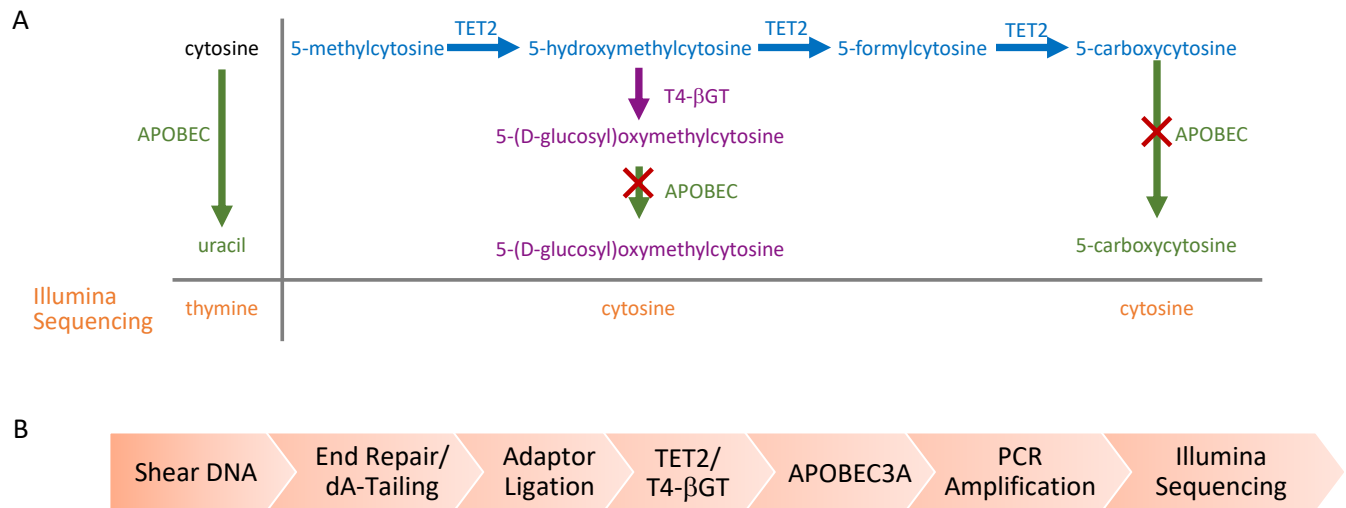 A
TET2
TET2
TET2
cytosine
5-methylcytosine
5-hydroxymethylcytosine
5-formylcytosine
5-carboxycytosine
T4-βGT
APOBEC
5-(D-glucosyl)oxymethylcytosine
APOBEC
APOBEC
uracil
5-(D-glucosyl)oxymethylcytosine
5-carboxycytosine
Illumina
Sequencing
thymine
cytosine
cytosine
B
Shear DNA
End Repair/
dA-Tailing
Adaptor
Ligation
TET2/
T4-βGT
APOBEC3A
PCR
Amplification
Illumina
Sequencing